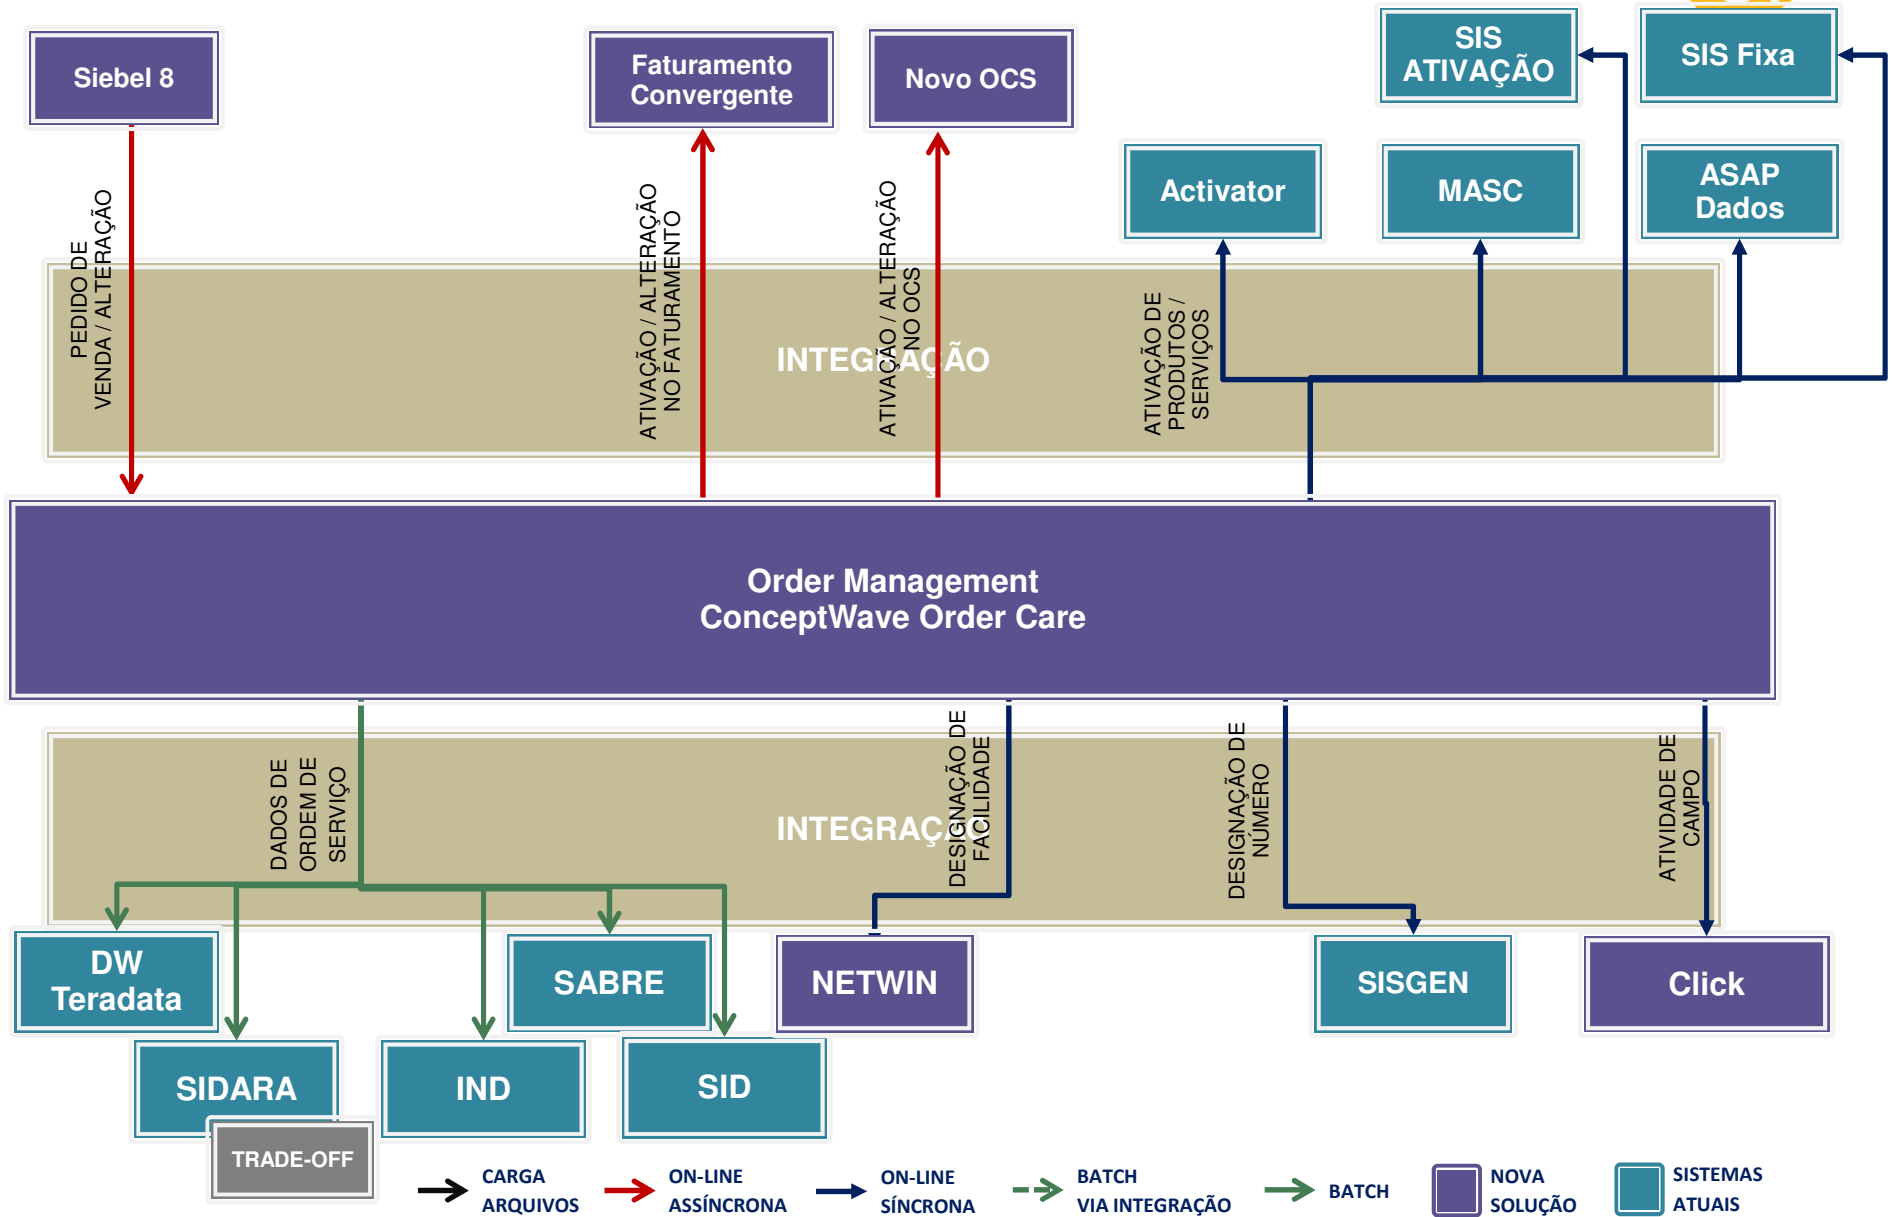 Siebel 8
Faturamento
Convergente
Novo OCS
SIS
ATIVAÇÃO
SIS Fixa
Activator
MASC
ASAP
Dados
PEDIDO DE
VENDA / ALTERAÇÃO
ATIVAÇÃO / ALTERAÇÃO
NO FATURAMENTO
ATIVAÇÃO / ALTERAÇÃO
NO OCS
ATIVAÇÃO DE
PRODUTOS /
SERVIÇOS
INTEGRAÇÃO
Order Management
ConceptWave Order Care
DADOS DE
ORDEM DE
SERVIÇO
INTEGRAÇÃO
DESIGNAÇÃO DE
FACILIDADE
DESIGNAÇÃO DE
NÚMERO
ATIVIDADE DE
CAMPO
DW
Teradata
SABRE
NETWIN
SISGEN
Click
SIDARA
IND
SID
TRADE-OFF
CARGA
ARQUIVOS
ON-LINE
ASSÍNCRONA
ON-LINE
SÍNCRONA
BATCH
VIA INTEGRAÇÃO
BATCH
NOVA
SOLUÇÃO
SISTEMAS
ATUAIS